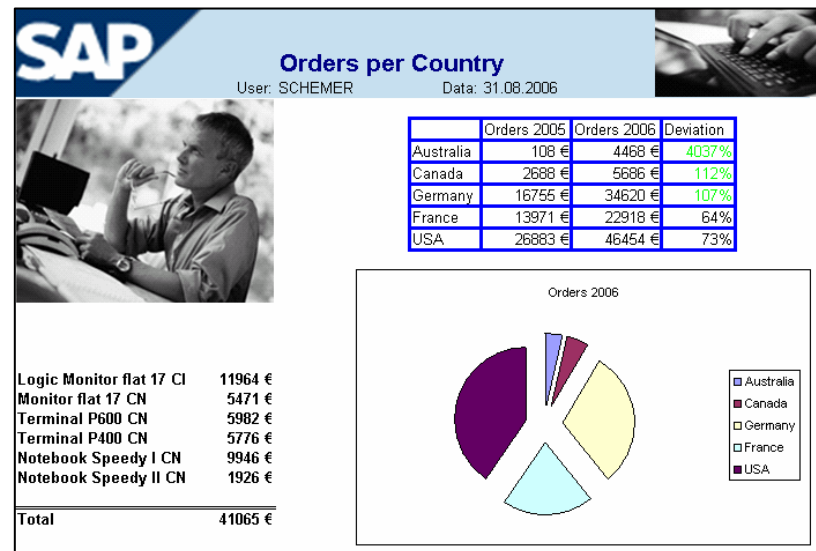 SAP
Orders per Country
User: SCHEMER Data: 31.08.2006
Orders 2005 Orders 2006 Deviation
Australia 108 € 4468 € 4037%
Canada 2688 € 5686 € 112%
Germany 16755 € 34620 € 107%
France 13971 € 22918 € 64%
USA 26883 € 46454 € 73%
Orders 2006
Australia
Canada
Germany
France
USA
Logic Monitor flat 17 CI 11964 €
Monitor flat 17 CN 5471 €
Terminal P600 CN 5982 €
Terminal P400 CN 5776 €
Notebook Speedy I CN 9946 €
Notebook Speedy II CN 1926 €
Total 41065 €